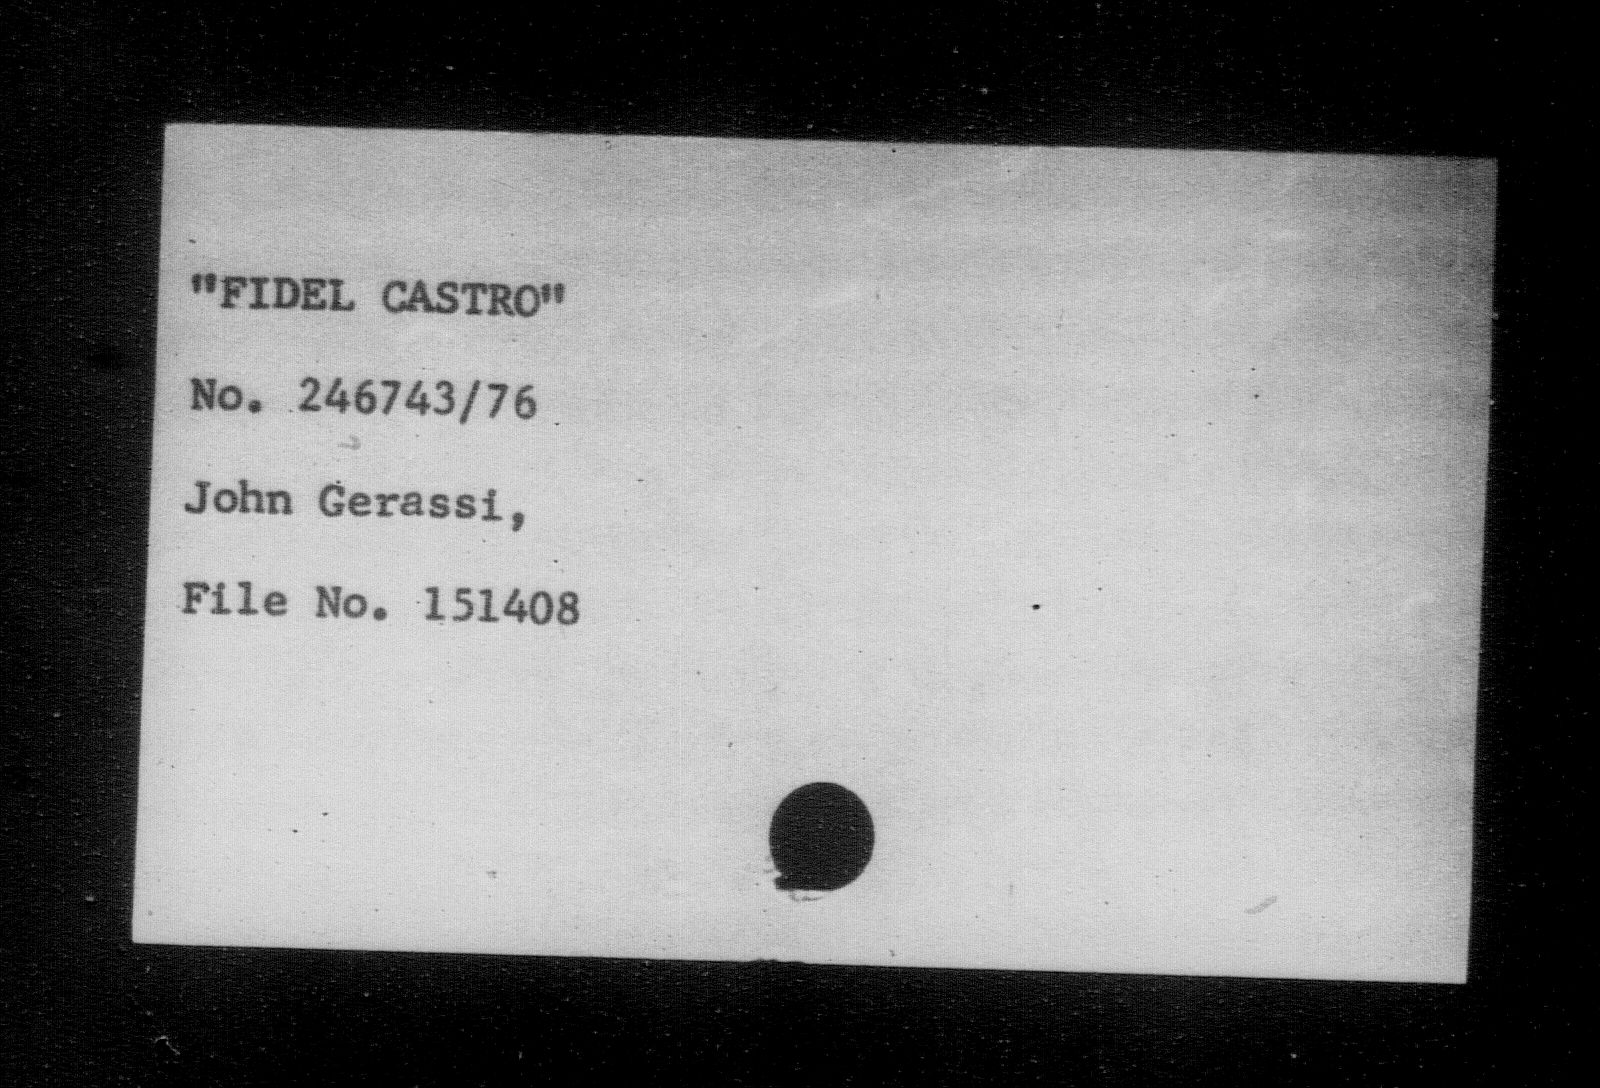 "FIDEL CASTRO"
No. 246743/76
John Gerassi,
File No. 151408